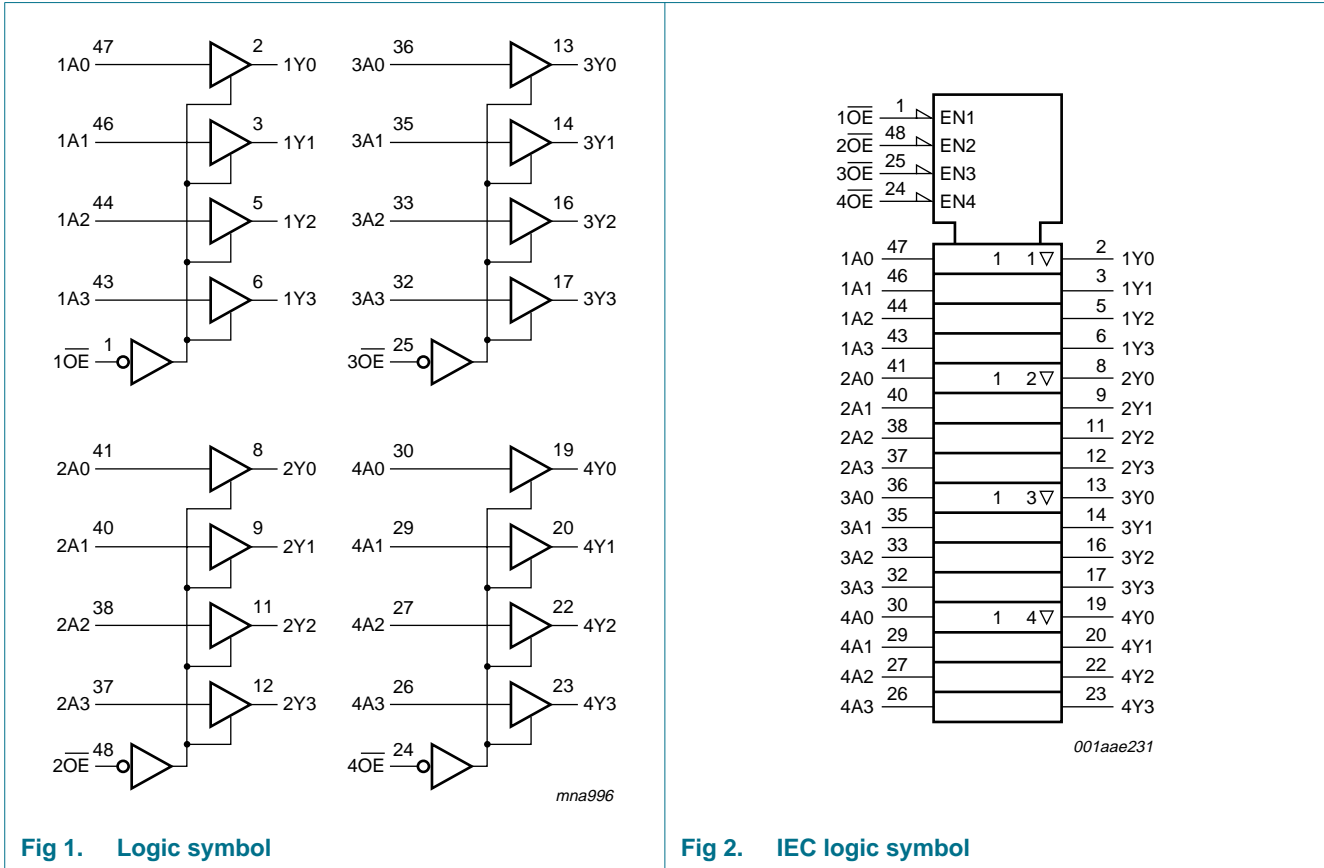 47 2 36 13
1A0 1Y0 3A0 3Y0
46 3 35 14
1A1 1Y1 3A1 3Y1
44 5 33 16
1A2 1Y2 3A2 3Y2
43 6 32 17
1A3 1Y3 3A3 3Y3
1O̅E̅ 1 3O̅E̅ 25
41 8 30 19
2A0 2Y0 4A0 4Y0
40 9 29 20
2A1 2Y1 4A1 4Y1
38 11 27 22
2A2 2Y2 4A2 4Y2
37 12 26 23
2A3 2Y3 4A3 4Y3
2O̅E̅ 48 4O̅E̅ 24
mna996
Fig 1. Logic symbol
1O̅E̅ 1 EN1
2O̅E̅ 48 EN2
3O̅E̅ 25 EN3
4O̅E̅ 24 EN4
1A0 47 1 1▽ 2 1Y0
1A1 46 3 1Y1
1A2 44 5 1Y2
1A3 43 6 1Y3
2A0 41 1 2▽ 8 2Y0
2A1 40 9 2Y1
2A2 38 11 2Y2
2A3 37 12 2Y3
3A0 36 1 3▽ 13 3Y0
3A1 35 14 3Y1
3A2 33 16 3Y2
3A3 32 17 3Y3
4A0 30 1 4▽ 19 4Y0
4A1 29 20 4Y1
4A2 27 22 4Y2
4A3 26 23 4Y3
001aae231
Fig 2. IEC logic symbol